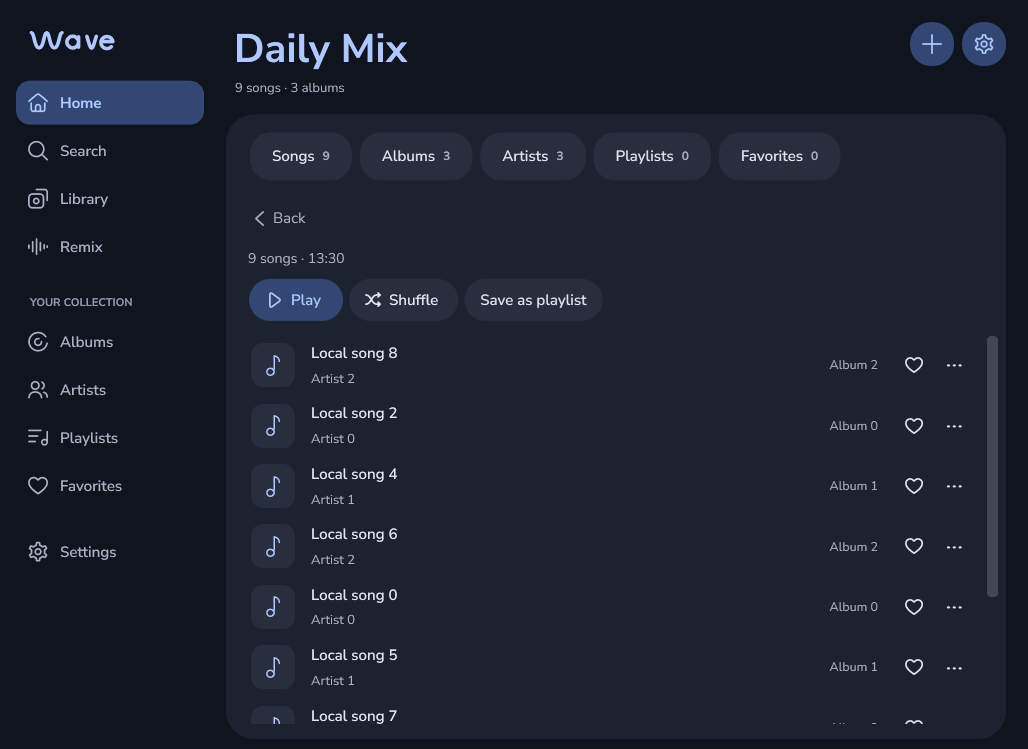 Wave
Home
Search
Library
Remix
YOUR COLLECTION
Albums
Artists
Playlists
Favorites
Settings
Daily Mix
9 songs · 3 albums
Songs 9
Albums 3
Artists 3
Playlists 0
Favorites 0
Back
9 songs · 13:30
Play
Shuffle
Save as playlist
Local song 8
Artist 2
Album 2
Local song 2
Artist 0
Album 0
Local song 4
Artist 1
Album 1
Local song 6
Artist 2
Album 2
Local song 0
Artist 0
Album 0
Local song 5
Artist 1
Album 1
Local song 7